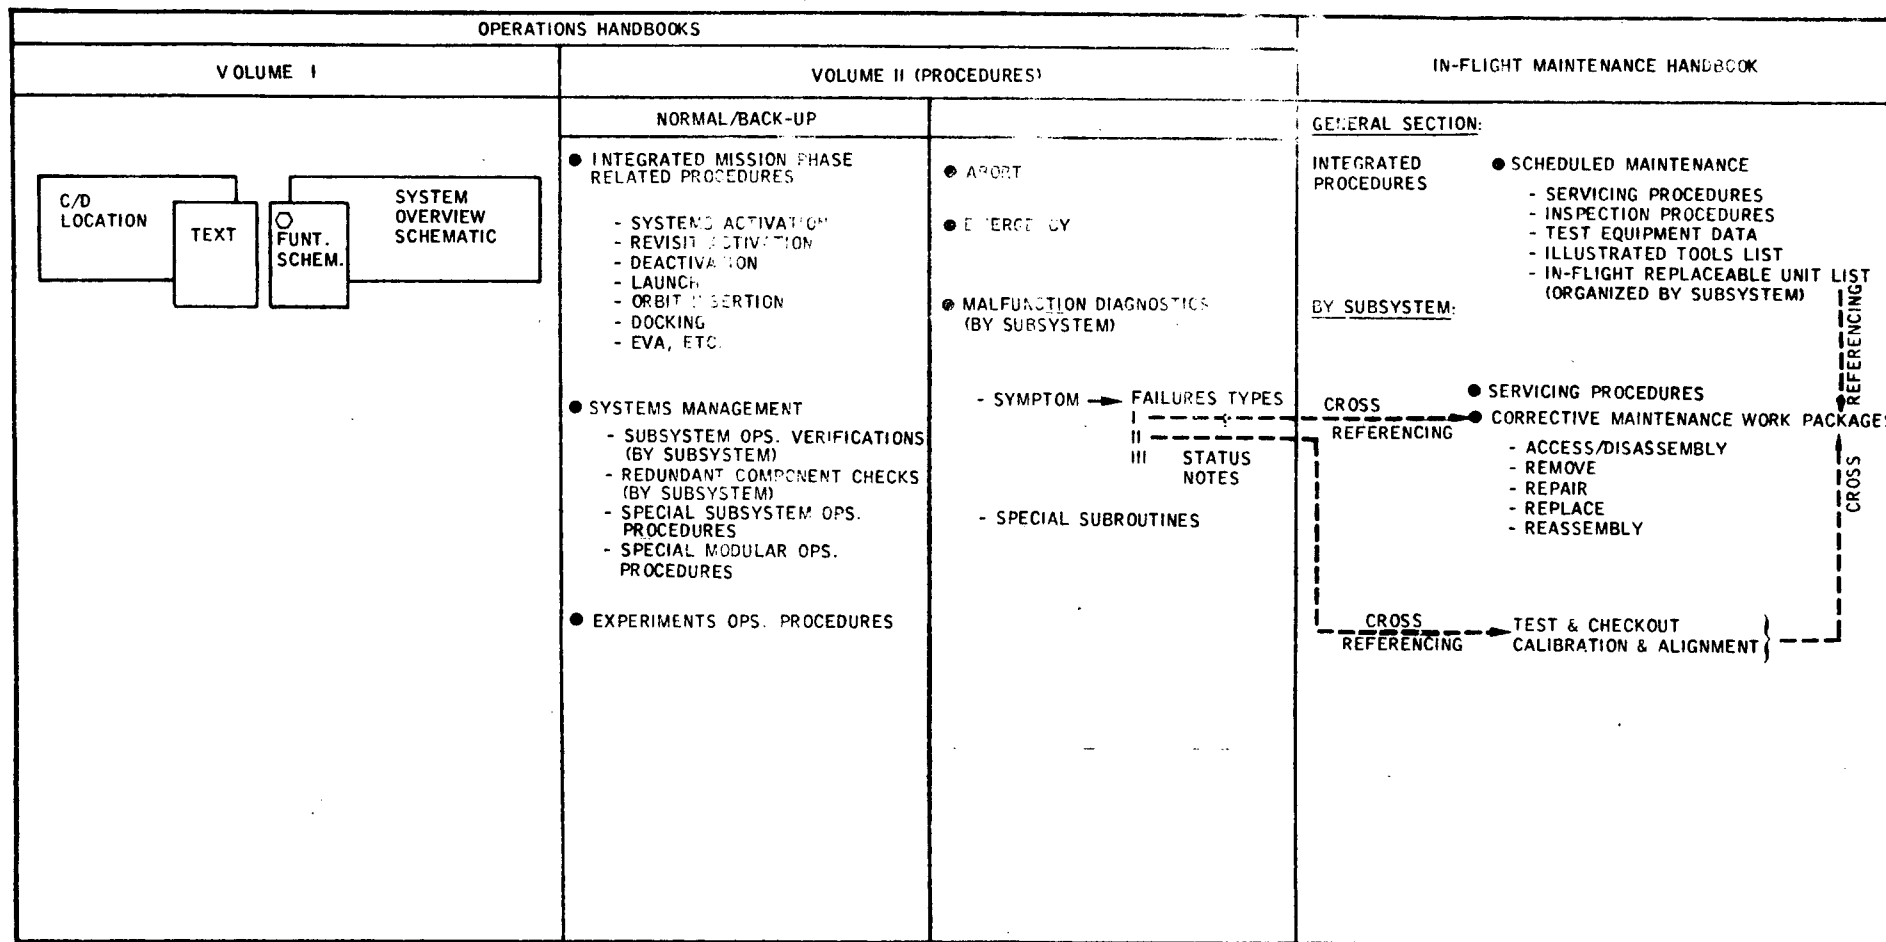 OPERATIONS HANDBOOKS
VOLUME I
VOLUME II (PROCEDURES)
IN-FLIGHT MAINTENANCE HANDBOOK
C/D
LOCATION
TEXT
FUNT.
SCHEM.
SYSTEM
OVERVIEW
SCHEMATIC
NORMAL/BACK-UP
● INTEGRATED MISSION PHASE
RELATED PROCEDURES
- SYSTEMS ACTIVATION
- REVISIT ACTIVATION
- DEACTIVATION
- LAUNCH
- ORBIT INSERTION
- DOCKING
- EVA, ETC.
● SYSTEMS MANAGEMENT
- SUBSYSTEM OPS. VERIFICATIONS
(BY SUBSYSTEM)
- REDUNDANT COMPONENT CHECKS
(BY SUBSYSTEM)
- SPECIAL SUBSYSTEM OPS.
PROCEDURES
- SPECIAL MODULAR OPS.
PROCEDURES
● EXPERIMENTS OPS. PROCEDURES
● ABORT
● EMERGENCY
● MALFUNCTION DIAGNOSTICS
(BY SUBSYSTEM)
- SYMPTOM
FAILURES TYPES
I
II
III STATUS
NOTES
- SPECIAL SUBROUTINES
GENERAL SECTION:
INTEGRATED
PROCEDURES
● SCHEDULED MAINTENANCE
- SERVICING PROCEDURES
- INSPECTION PROCEDURES
- TEST EQUIPMENT DATA
- ILLUSTRATED TOOLS LIST
- IN-FLIGHT REPLACEABLE UNIT LIST
(ORGANIZED BY SUBSYSTEM)
BY SUBSYSTEM:
● SERVICING PROCEDURES
CROSS
REFERENCING
● CORRECTIVE MAINTENANCE WORK PACKAGES
- ACCESS/DISASSEMBLY
- REMOVE
- REPAIR
- REPLACE
- REASSEMBLY
CROSS
REFERENCING
TEST & CHECKOUT
CALIBRATION & ALIGNMENT
CROSS
REFERENCING